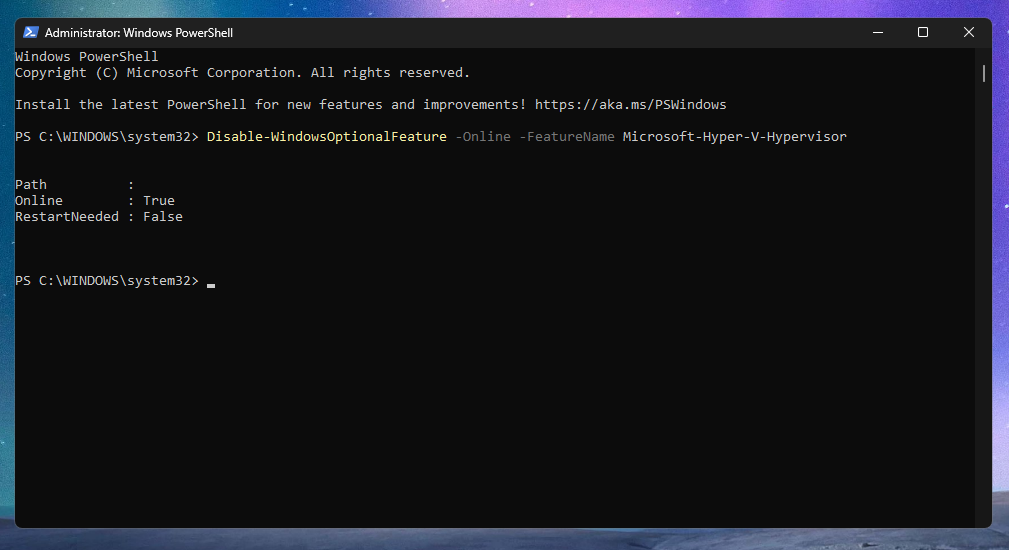 Administrator: Windows PowerShell
Windows PowerShell
Copyright (C) Microsoft Corporation. All rights reserved.
Install the latest PowerShell for new features and improvements! https://aka.ms/PSWindows
PS C:\WINDOWS\system32> Disable-WindowsOptionalFeature -Online -FeatureName Microsoft-Hyper-V-Hypervisor
Path          :
Online        : True
RestartNeeded : False
PS C:\WINDOWS\system32>